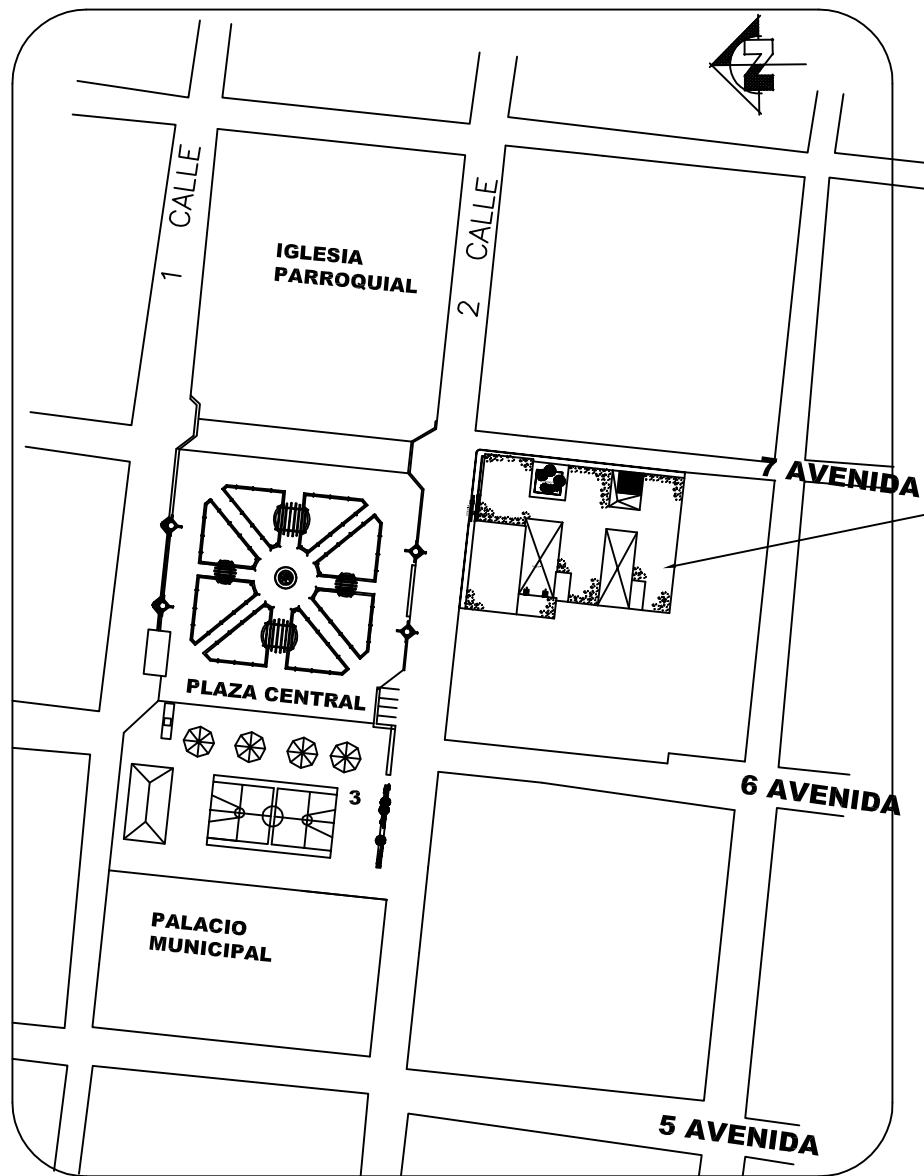 N
1 CALLE
IGLESIA
PARROQUIAL
2 CALLE
7 AVENIDA
PLAZA CENTRAL
3
6 AVENIDA
PALACIO
MUNICIPAL
5 AVENIDA